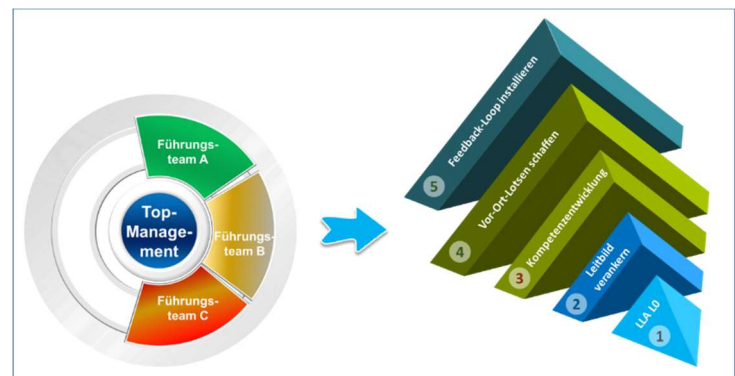 Führungs-
team A
Top-
Manage-
ment
Führungs-
team B
Führungs-
team C
5 Feedback-Loop installieren
4 Vor-Ort-Lotsen schaffen
3 Kompetenzentwicklung
2 Leitbild
verankern
1 LLA LO